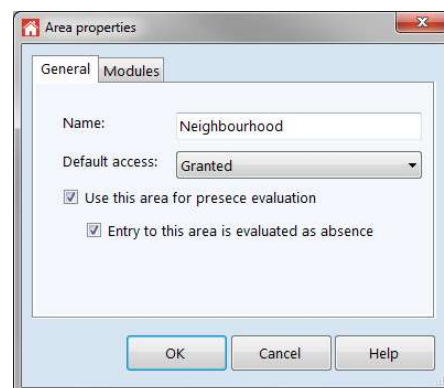 Area properties
General Modules
Name: Neighbourhood
Default access: Granted
Use this area for presece evaluation
Entry to this area is evaluated as absence
OK Cancel Help